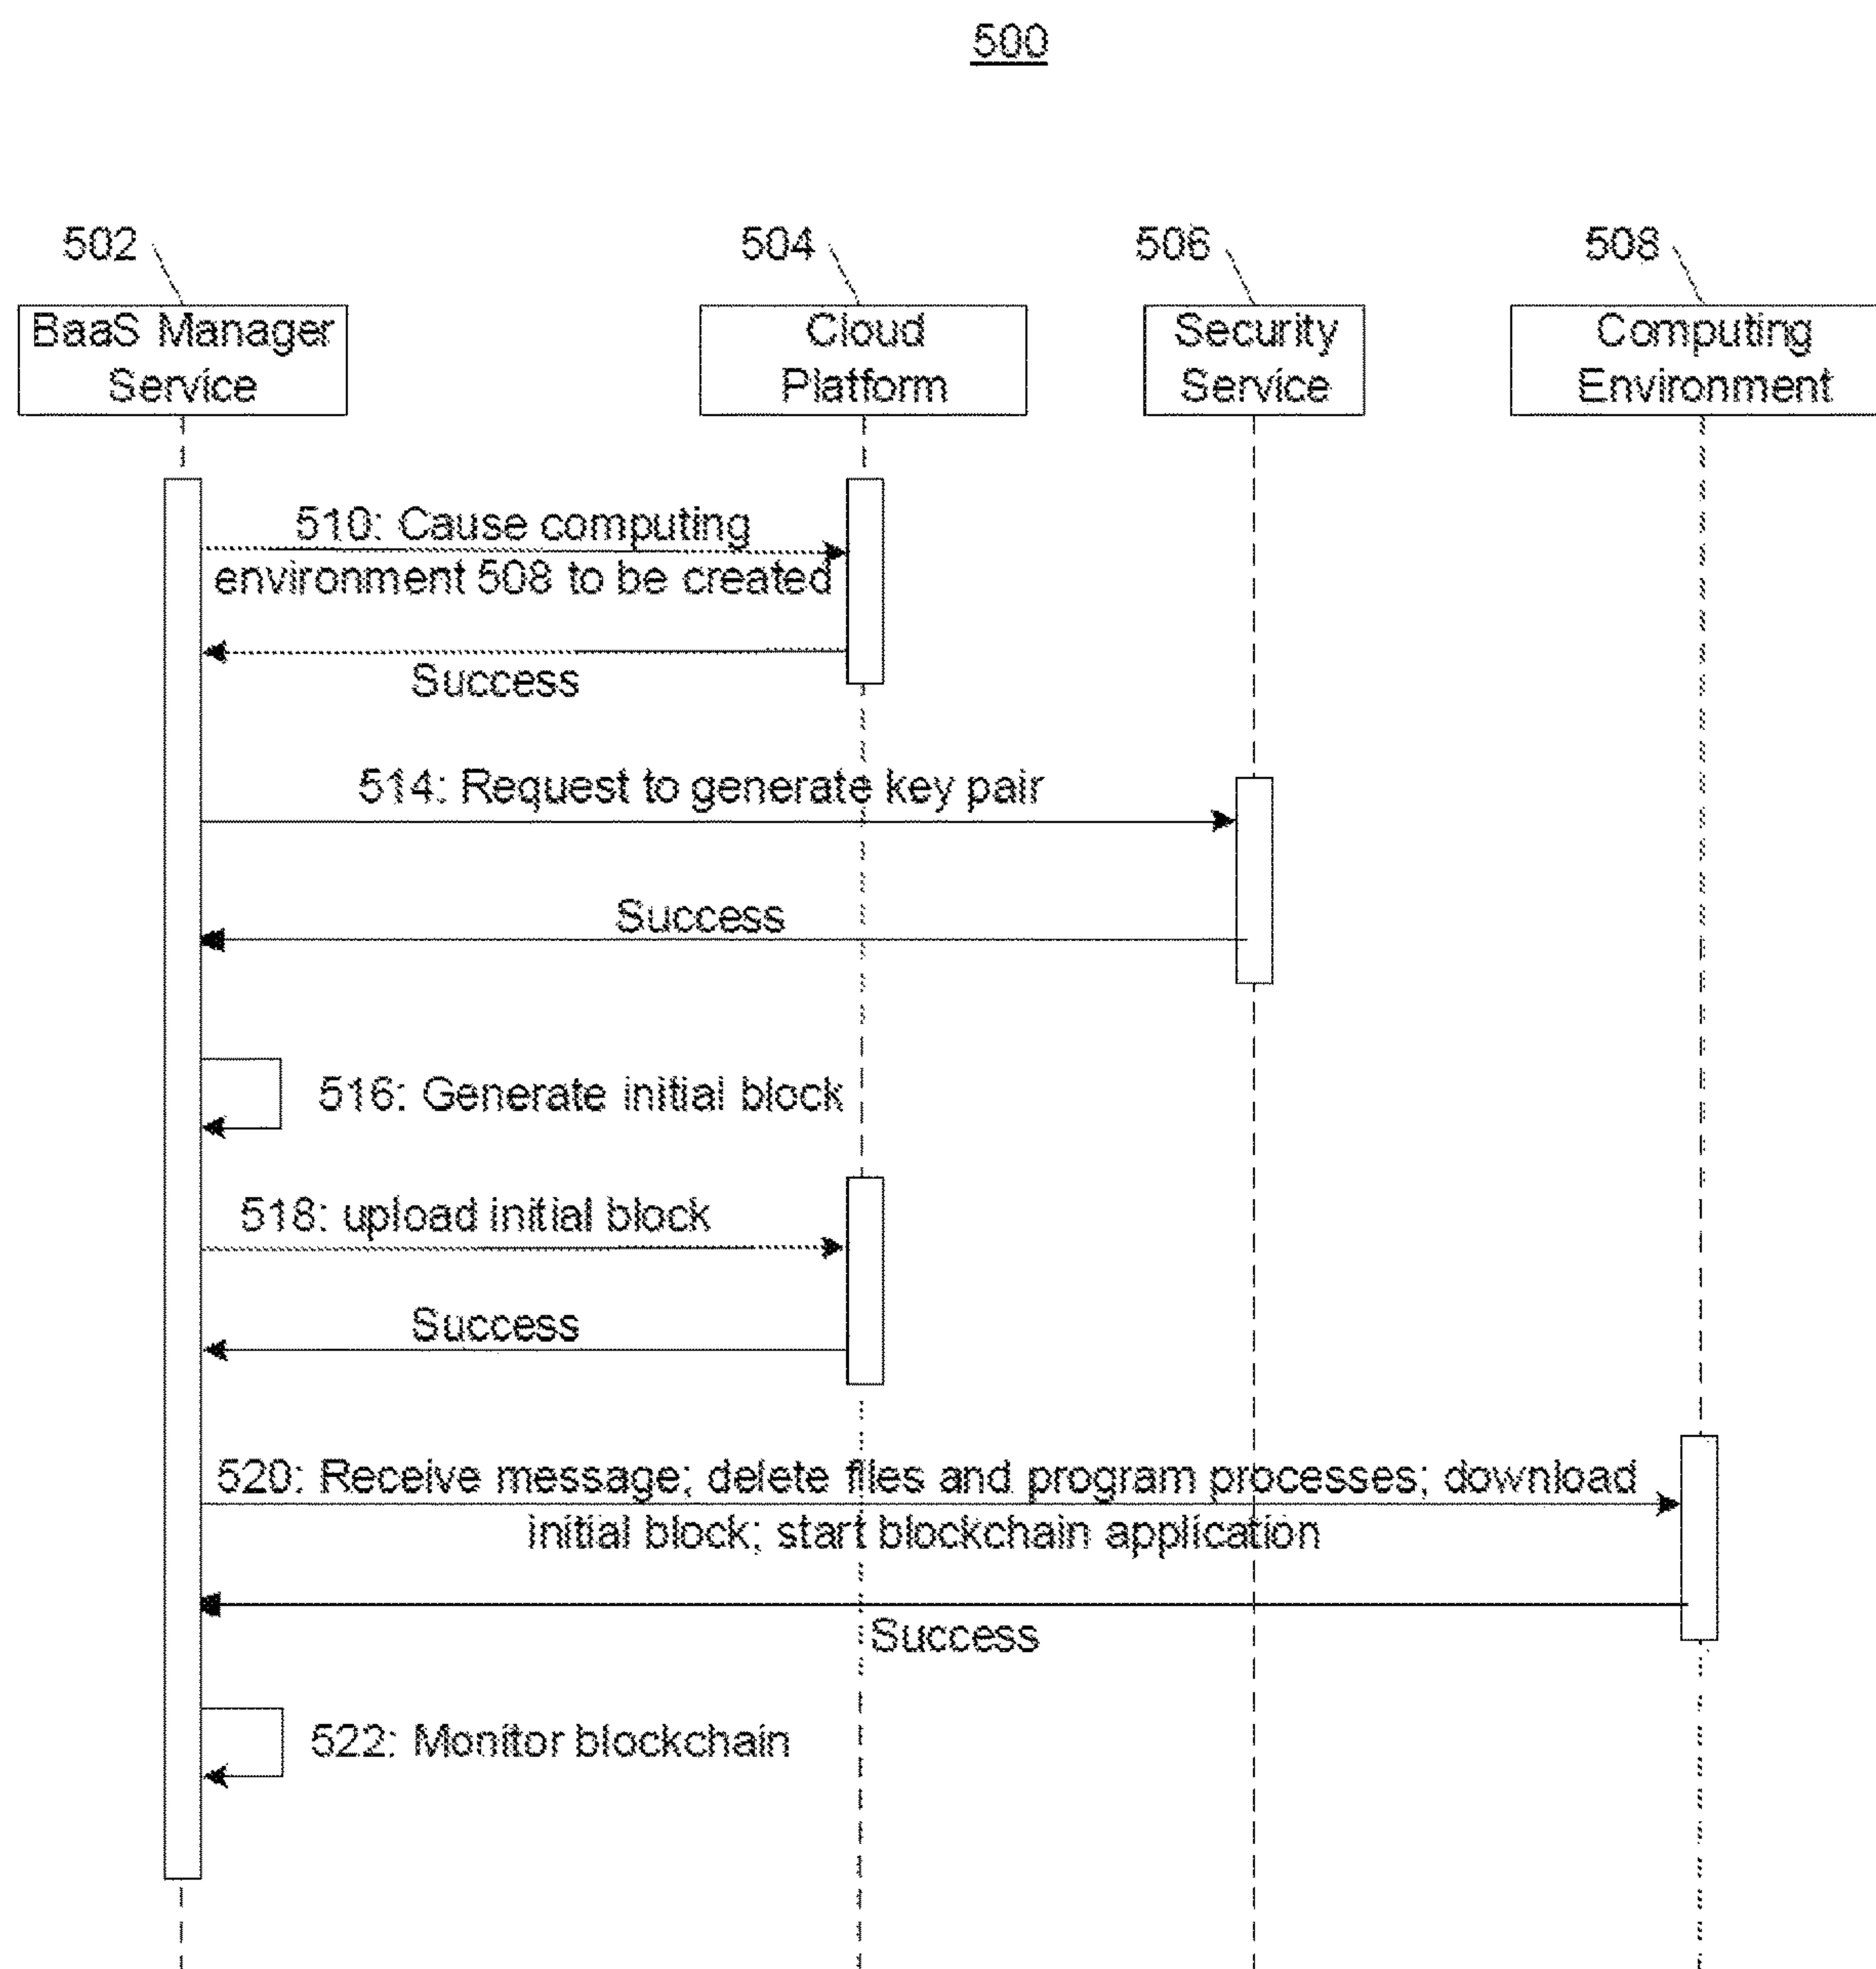 500
502
504
506
508
BaaS Manager
Service
Cloud
Platform
Security
Service
Computing
Environment
510: Cause computing
environment 508 to be created
Success
514: Request to generate key pair
Success
516: Generate initial block
518: upload initial block
Success
520: Receive message; delete files and program processes; download
initial block; start blockchain application
Success
522: Monitor blockchain